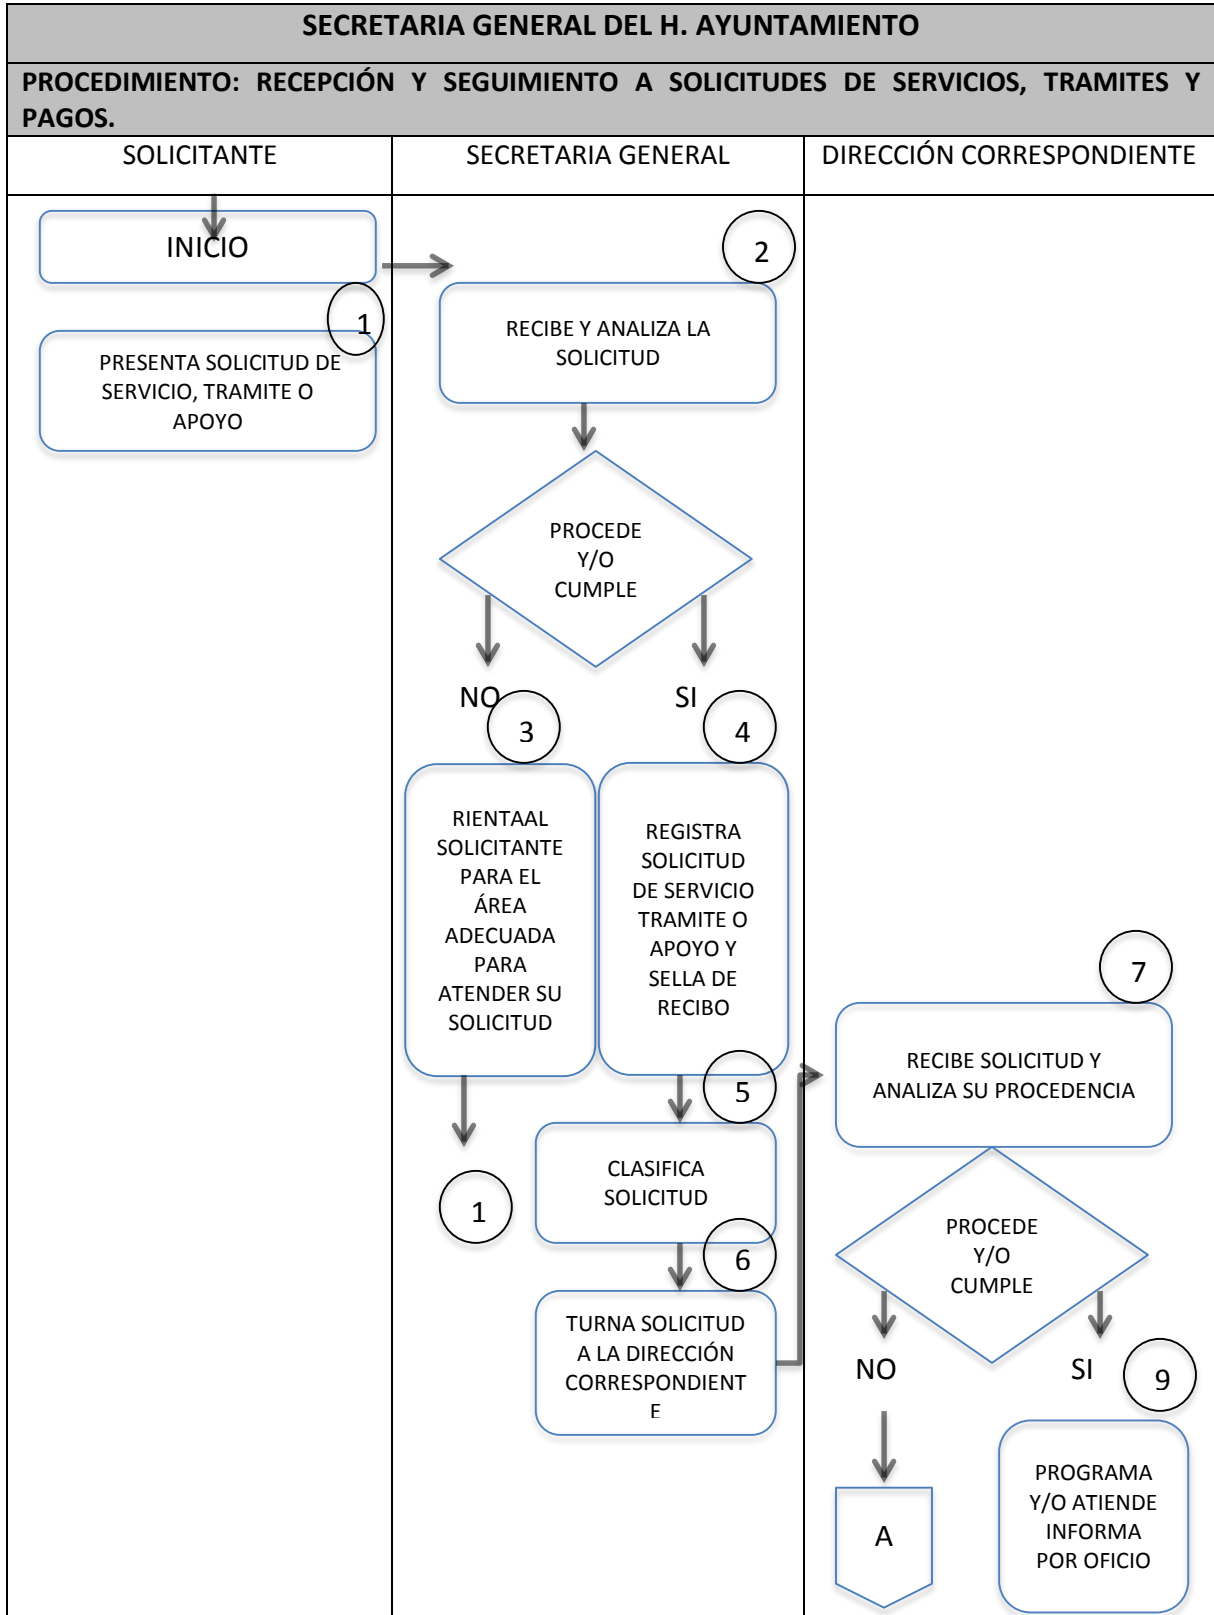 SECRETARIA GENERAL DEL H. AYUNTAMIENTO
PROCEDIMIENTO: RECEPCIÓN Y SEGUIMIENTO A SOLICITUDES DE SERVICIOS, TRAMITES Y
PAGOS.
SOLICITANTE
SECRETARIA GENERAL
DIRECCIÓN CORRESPONDIENTE
INICIO
1
PRESENTA SOLICITUD DE
SERVICIO, TRAMITE O
APOYO
2
RECIBE Y ANALIZA LA
SOLICITUD
PROCEDE
Y/O
CUMPLE
NO
SI
3
RIENTAAL
SOLICITANTE
PARA EL
ÁREA
ADECUADA
PARA
ATENDER SU
SOLICITUD
1
4
REGISTRA
SOLICITUD
DE SERVICIO
TRAMITE O
APOYO Y
SELLA DE
RECIBO
5
CLASIFICA
SOLICITUD
6
TURNA SOLICITUD
A LA DIRECCIÓN
CORRESPONDIENT
E
7
RECIBE SOLICITUD Y
ANALIZA SU PROCEDENCIA
PROCEDE
Y/O
CUMPLE
NO
SI
9
A
PROGRAMA
Y/O ATIENDE
INFORMA
POR OFICIO